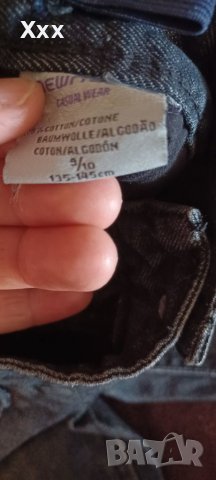 Xxx
CASUAL WEAR
% COTTON/COTONE
BAUMWOLLE/ALGODÃO
COTON/ALGODÓN
9/10
135-145cm
BAZAR